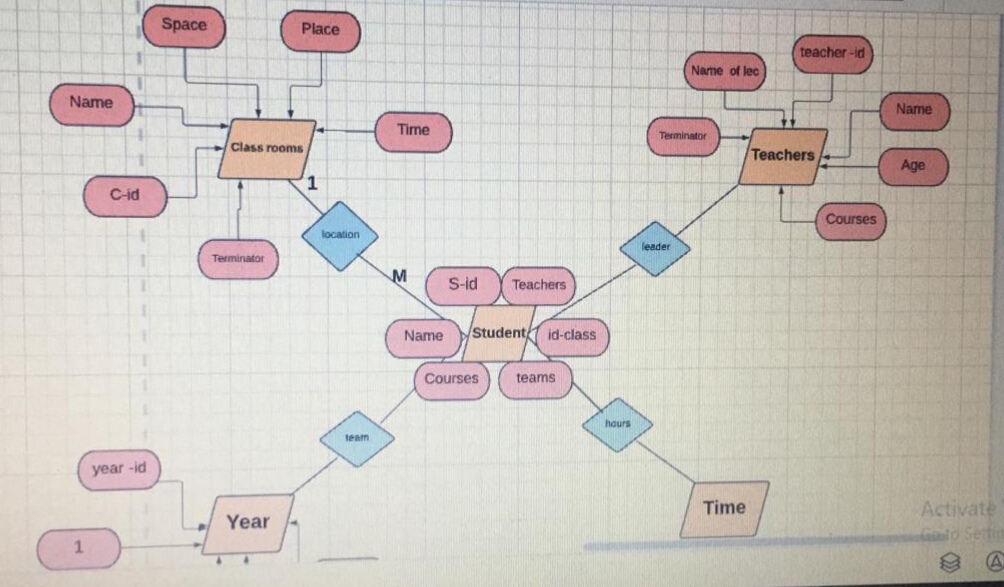 Space
Place
teacher -id
Name of lec
Name
Name
Time
Terminator
Class rooms
Teachers
Age
C-id
1
Courses
location
leader
Terminator
M
S-id
Teachers
Name
Student
id-class
Courses
teams
team
hours
year -id
Year
Time
1
Activate
Go to Settin